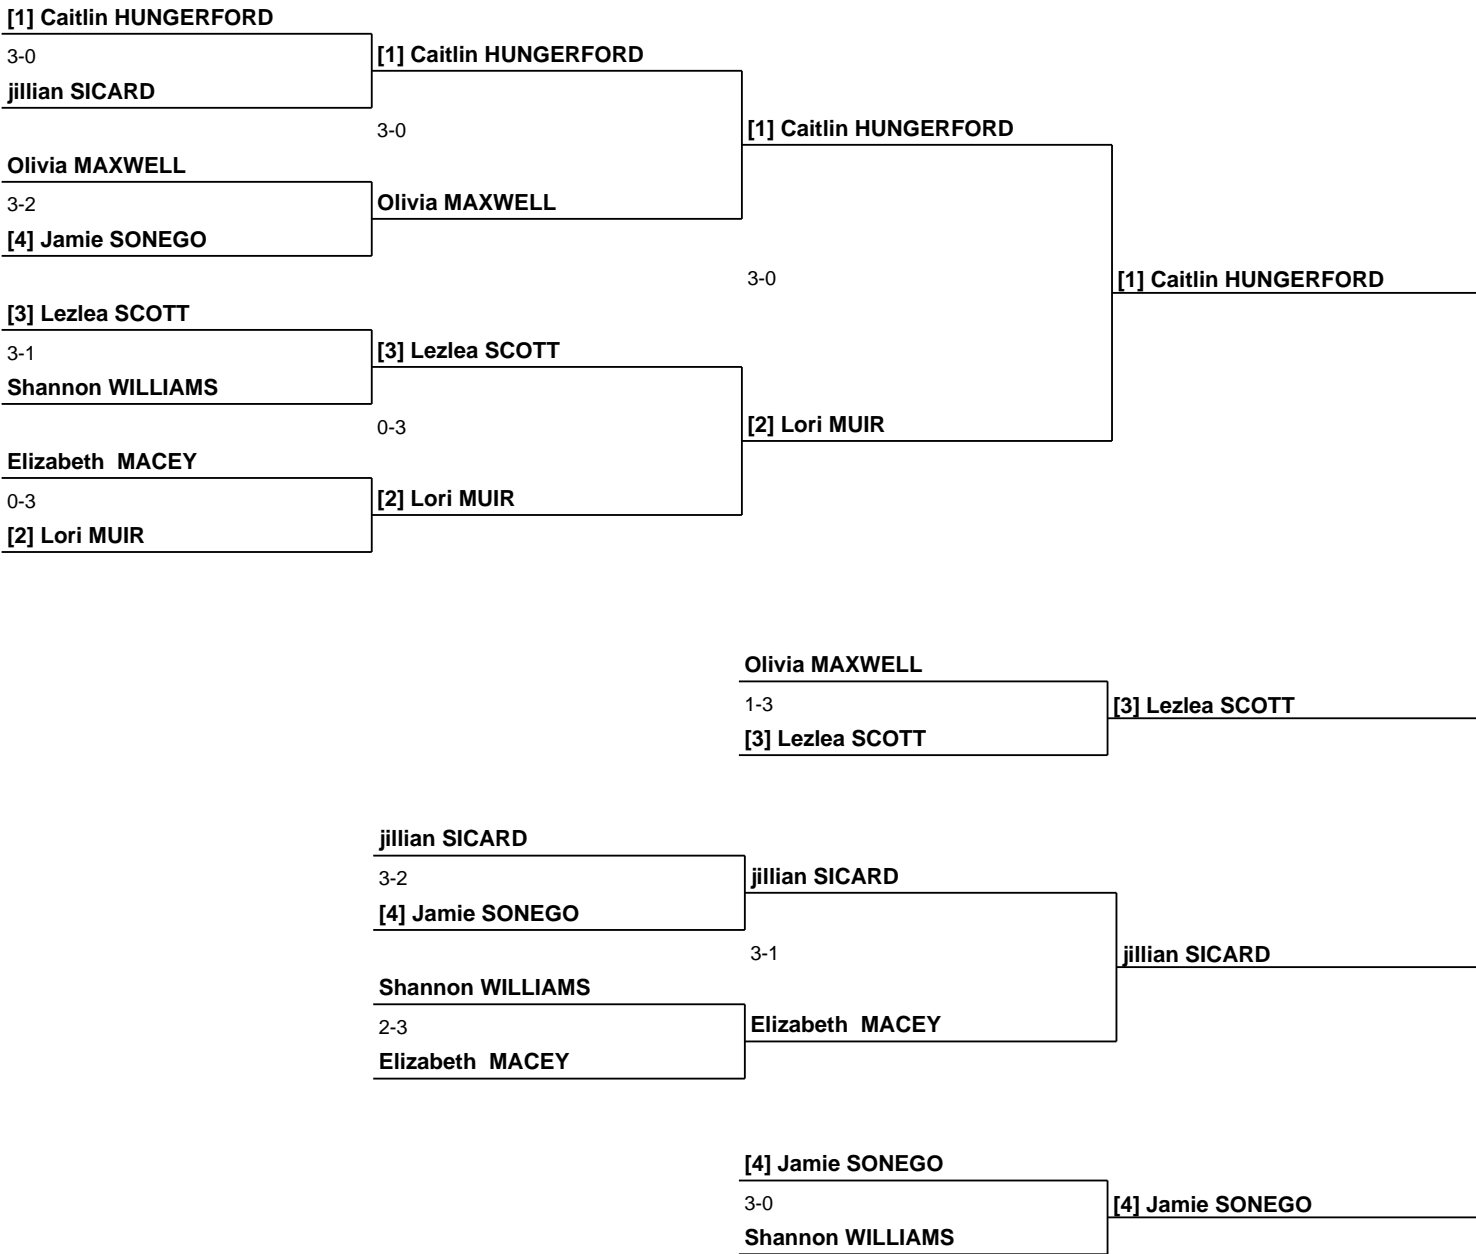 [1] Caitlin HUNGERFORD
3-0
[1] Caitlin HUNGERFORD
jillian SICARD
3-0
[1] Caitlin HUNGERFORD
Olivia MAXWELL
3-2
Olivia MAXWELL
[4] Jamie SONEGO
3-0
[1] Caitlin HUNGERFORD
[3] Lezlea SCOTT
3-1
[3] Lezlea SCOTT
Shannon WILLIAMS
0-3
[2] Lori MUIR
Elizabeth  MACEY
0-3
[2] Lori MUIR
[2] Lori MUIR
Olivia MAXWELL
1-3
[3] Lezlea SCOTT
[3] Lezlea SCOTT
jillian SICARD
3-2
jillian SICARD
[4] Jamie SONEGO
3-1
jillian SICARD
Shannon WILLIAMS
2-3
Elizabeth  MACEY
Elizabeth  MACEY
[4] Jamie SONEGO
3-0
[4] Jamie SONEGO
Shannon WILLIAMS